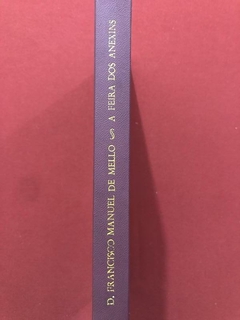 D. FRANCISCO MANUEL DE MELLO ∽ A FEIRA DOS ANEXINS